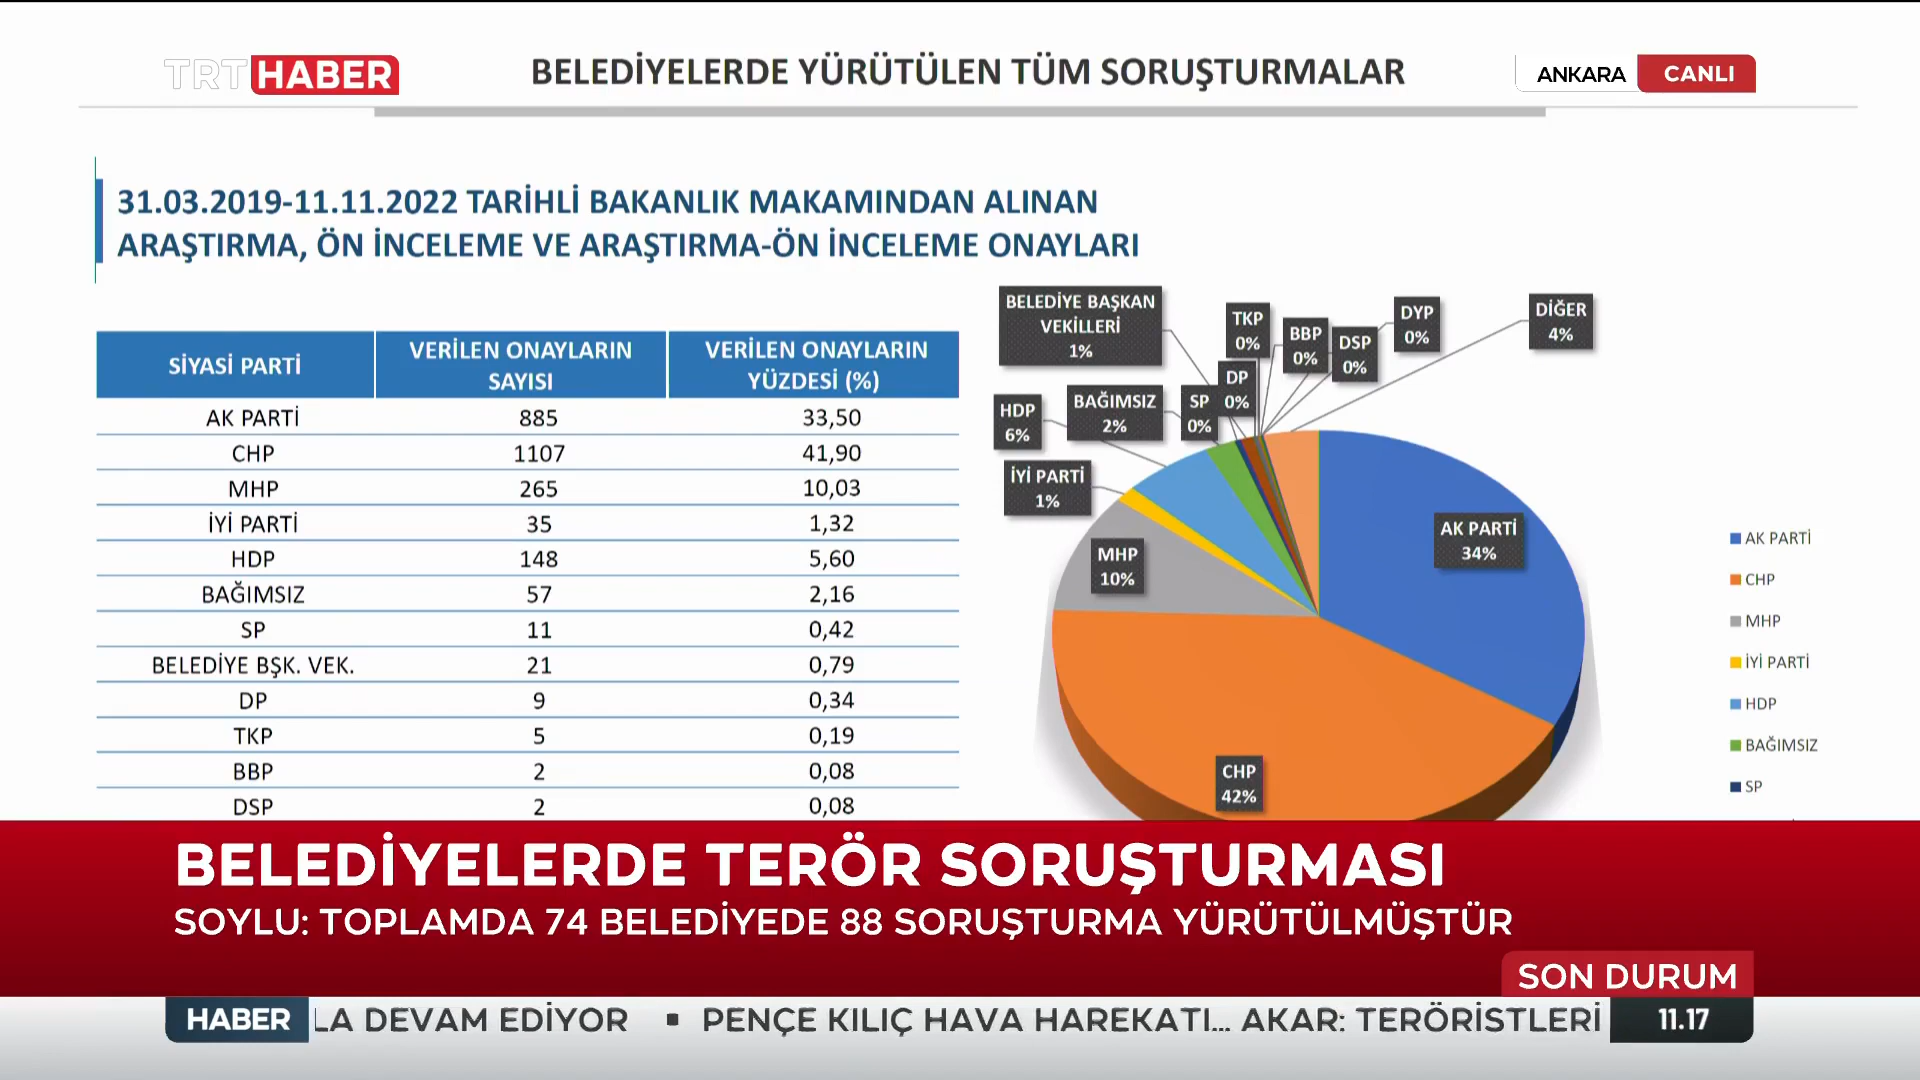 TRT HABER
BELEDİYELERDE YÜRÜTÜLEN TÜM SORUŞTURMALAR
ANKARA CANLI
31.03.2019-11.11.2022 TARİHLİ BAKANLIK MAKAMINDAN ALINAN
ARAŞTIRMA, ÖN İNCELEME VE ARAŞTIRMA-ÖN İNCELEME ONAYLARI
SİYASİ PARTİ VERİLEN ONAYLARIN SAYISI VERİLEN ONAYLARIN YÜZDESİ (%)
AK PARTİ 885 33,50
CHP 1107 41,90
MHP 265 10,03
İYİ PARTİ 35 1,32
HDP 148 5,60
BAĞIMSIZ 57 2,16
SP 11 0,42
BELEDİYE BŞK. VEK. 21 0,79
DP 9 0,34
TKP 5 0,19
BBP 2 0,08
DSP 2 0,08
BELEDİYE BAŞKAN
VEKİLLERİ
1%
TKP
0%
BBP
0%
DSP
0%
DYP
0%
DİĞER
4%
HDP
6%
BAĞIMSIZ
2%
SP
0%
DP
0%
İYİ PARTİ
1%
MHP
10%
AK PARTİ
34%
CHP
42%
AK PARTİ
CHP
MHP
İYİ PARTİ
HDP
BAĞIMSIZ
SP
BELEDİYELERDE TERÖR SORUŞTURMASI
SOYLU: TOPLAMDA 74 BELEDİYEDE 88 SORUŞTURMA YÜRÜTÜLMÜŞTÜR
SON DURUM
HABER LA DEVAM EDİYOR ▪ PENÇE KILIÇ HAVA HAREKATI... AKAR: TERÖRİSTLERİ 11.17